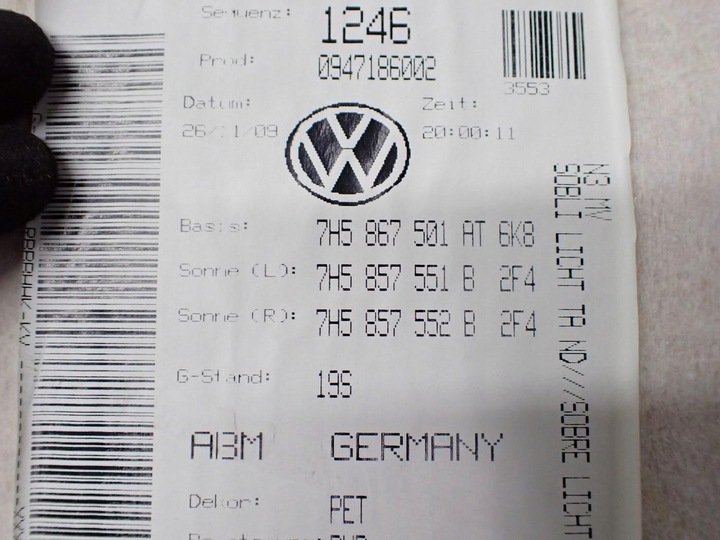 Sequenz: 1246
Prod: 0947186002
3553
Datum: Zeit:
26/11/09 20:00:11
Basis: 7H5 867 501 AT 6K8
Sonne (L): 7H5 857 551 B 2F4
Sonne (R): 7H5 857 552 B 2F4
G-Stand: 19S
ABM GERMANY
Dekor: PET
N3 MV
SOBLI LICHT TA ND//SOBRE LICHT